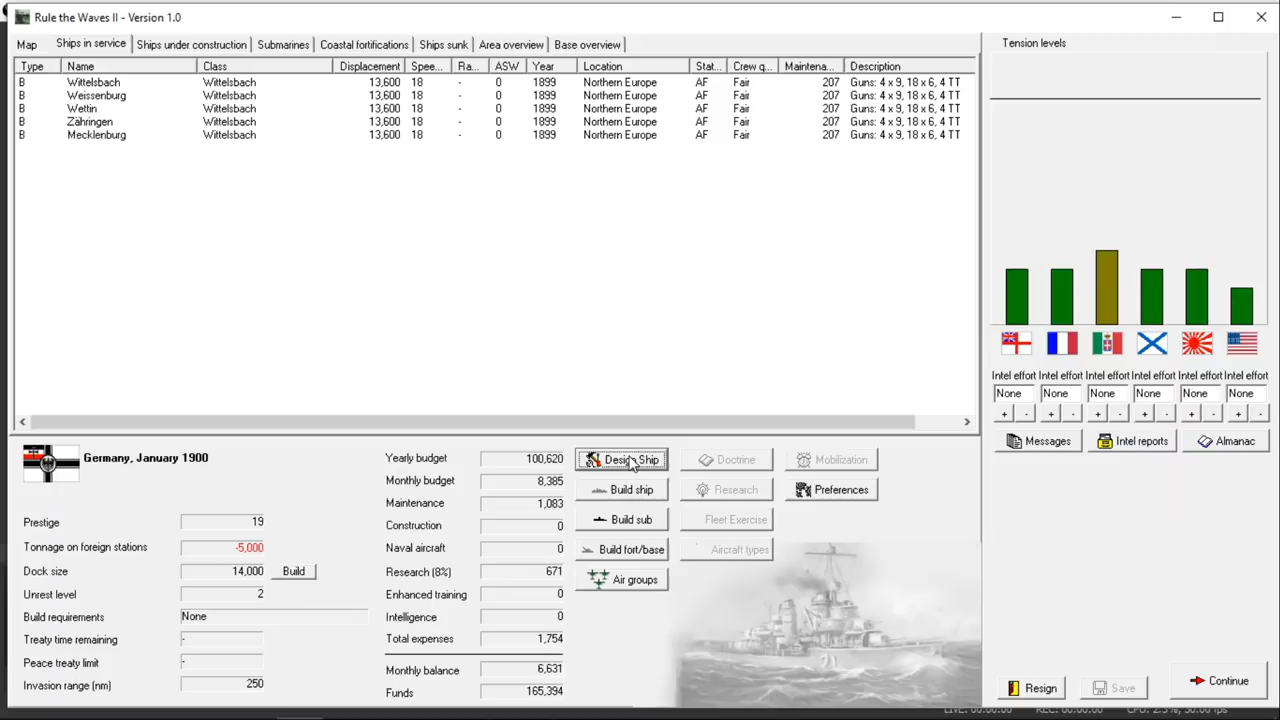 Rule the Waves II - Version 1.0
Map Ships in service Ships under construction Submarines Coastal fortifications Ships sunk Area overview Base overview
Type Name Class Displacement Spee... Ra... ASW Year Location Stat... Crew q... Maintena... Description
B Wittelsbach Wittelsbach 13,600 18 - 0 1899 Northern Europe AF Fair 207 Guns: 4 x 9, 18 x 6, 4 TT
B Weissenburg Wittelsbach 13,600 18 - 0 1899 Northern Europe AF Fair 207 Guns: 4 x 9, 18 x 6, 4 TT
B Wettin Wittelsbach 13,600 18 - 0 1899 Northern Europe AF Fair 207 Guns: 4 x 9, 18 x 6, 4 TT
B Zähringen Wittelsbach 13,600 18 - 0 1899 Northern Europe AF Fair 207 Guns: 4 x 9, 18 x 6, 4 TT
B Mecklenburg Wittelsbach 13,600 18 - 0 1899 Northern Europe AF Fair 207 Guns: 4 x 9, 18 x 6, 4 TT
Tension levels
Intel effort Intel effort Intel effort Intel effort Intel effort Intel effort
None None None None None None
+ - + - + - + - + - + -
Messages Intel reports Almanac
Germany, January 1900
Prestige 19
Tonnage on foreign stations -5,000
Dock size 14,000 Build
Unrest level 2
Build requirements None
Treaty time remaining -
Peace treaty limit -
Invasion range (nm) 250
Yearly budget 100,620
Monthly budget 8,385
Maintenance 1,083
Construction 0
Naval aircraft 0
Research (8%) 671
Enhanced training 0
Intelligence 0
Total expenses 1,754
Monthly balance 6,631
Funds 165,394
Design Ship Doctrine Mobilization
Build ship Research Preferences
Build sub Fleet Exercise
Build fort/base Aircraft types
Air groups
Resign Save Continue